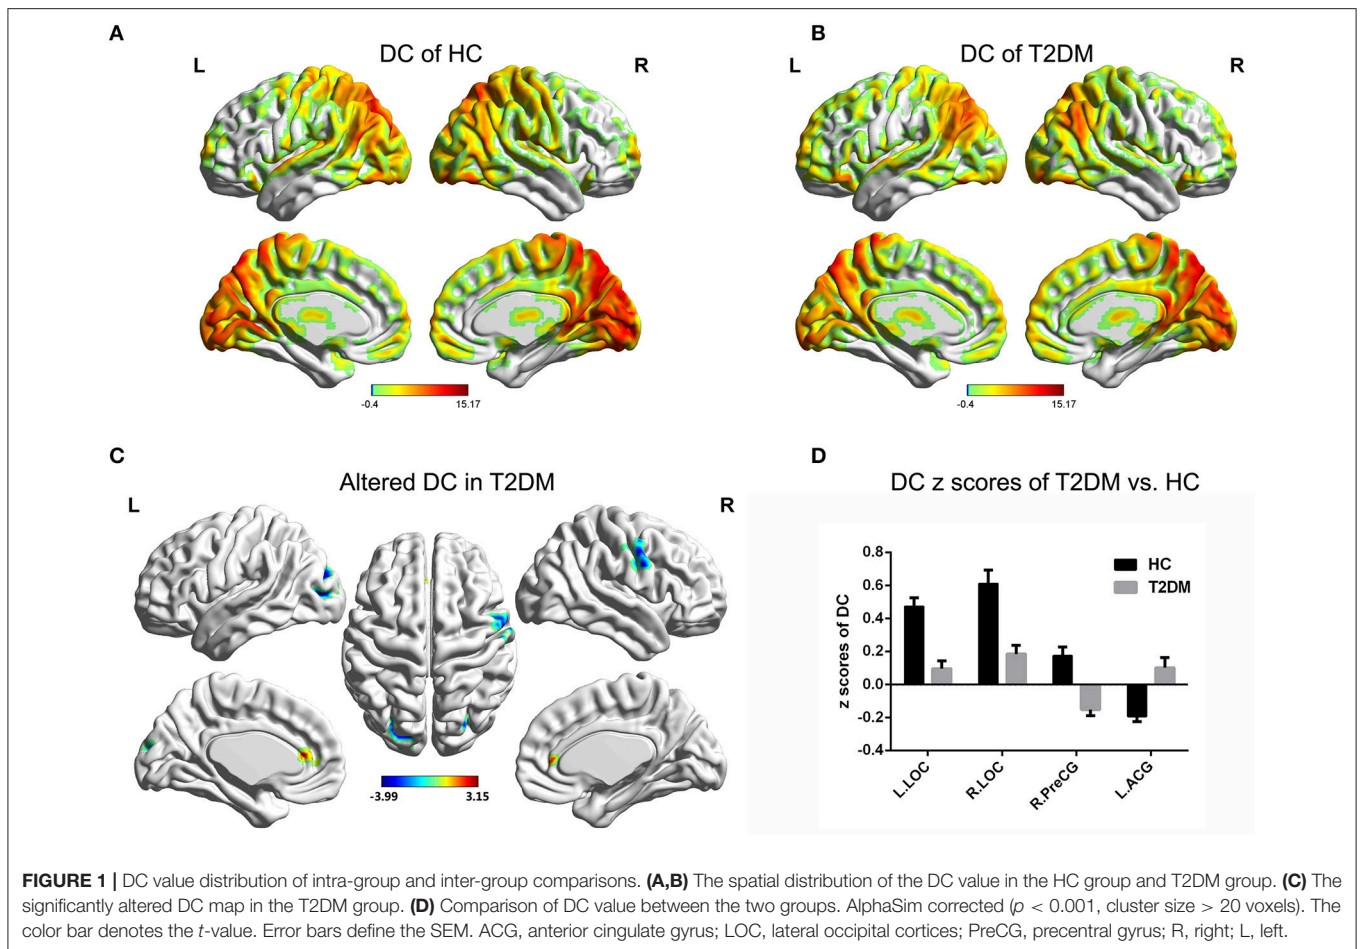 A
DC of HC
L
R
-0.4
15.17
B
DC of T2DM
L
R
-0.4
15.17
C
Altered DC in T2DM
L
R
-3.99
3.15
D
DC z scores of T2DM vs. HC
z scores of DC
0.8
0.6
0.4
0.2
0.0
-0.2
-0.4
HC
T2DM
L.LOC
R.LOC
R.PreCG
L.ACG
FIGURE 1 | DC value distribution of intra-group and inter-group comparisons. (A,B) The spatial distribution of the DC value in the HC group and T2DM group. (C) The
significantly altered DC map in the T2DM group. (D) Comparison of DC value between the two groups. AlphaSim corrected (p < 0.001, cluster size > 20 voxels). The
color bar denotes the t-value. Error bars define the SEM. ACG, anterior cingulate gyrus; LOC, lateral occipital cortices; PreCG, precentral gyrus; R, right; L, left.